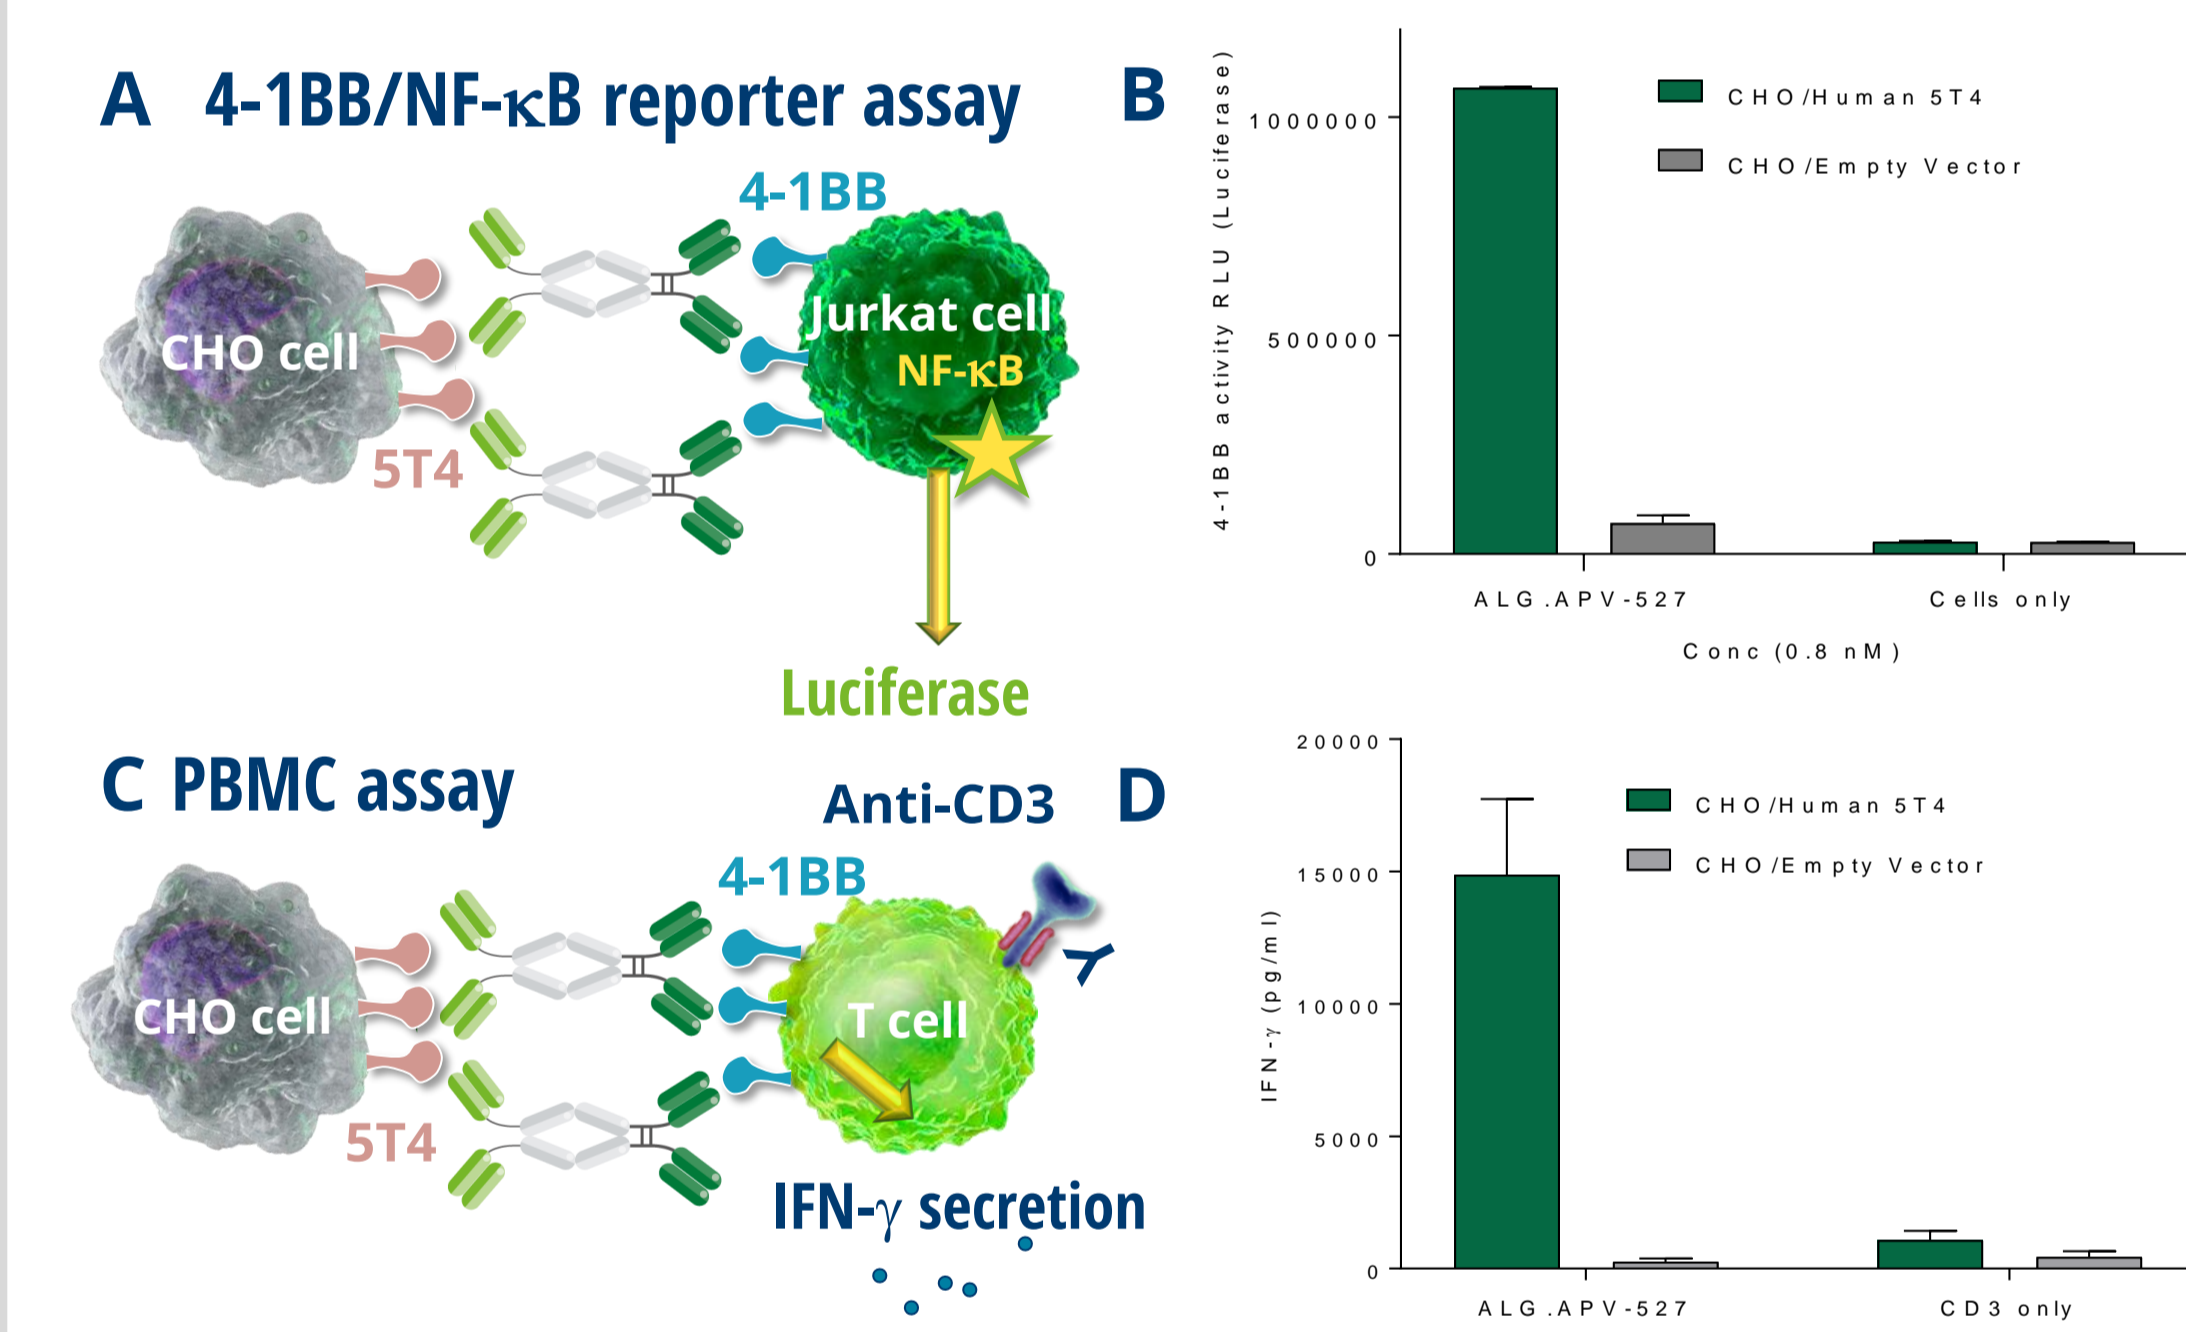 A 4-1BB/NF-κB reporter assay
4-1BB
CHO cell
Jurkat cell
NF-κB
5T4
Luciferase
B
4-1BB activity RLU (Luciferase)
1000000
500000
0
CHO/Human 5T4
CHO/Empty Vector
ALG.APV-527
Cells only
Conc (0.8 nM)
C PBMC assay
Anti-CD3
4-1BB
CHO cell
T cell
5T4
IFN-γ secretion
D
IFN-γ (pg/ml)
20000
15000
10000
5000
0
CHO/Human 5T4
CHO/Empty Vector
ALG.APV-527
CD3 only